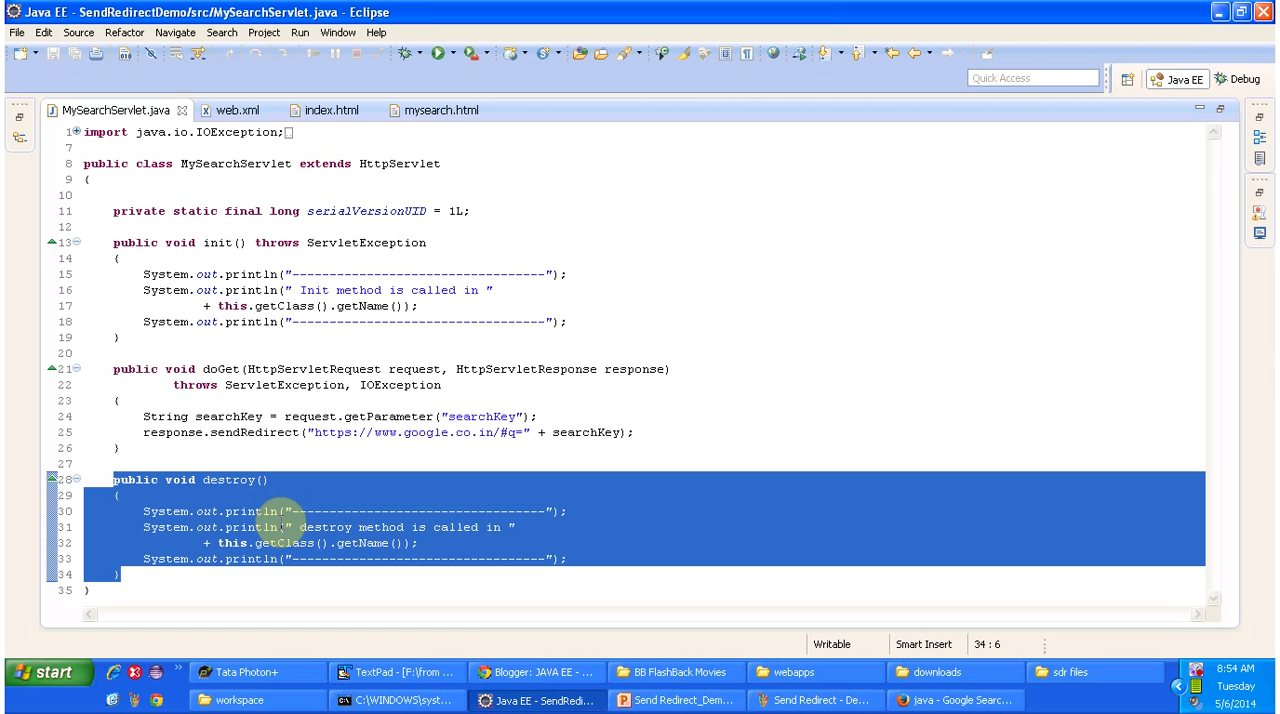 Java EE - SendRedirectDemo/src/MySearchServlet.java - Eclipse
File Edit Source Refactor Navigate Search Project Run Window Help
Quick Access
Java EE
Debug
MySearchServlet.java
web.xml
index.html
mysearch.html
1 import java.io.IOException;
7
8 public class MySearchServlet extends HttpServlet
9 {
10
11 private static final long serialVersionUID = 1L;
12
13 public void init() throws ServletException
14 {
15 System.out.println("----------------------------------");
16 System.out.println(" Init method is called in "
17 + this.getClass().getName());
18 System.out.println("----------------------------------");
19 }
20
21 public void doGet(HttpServletRequest request, HttpServletResponse response)
22 throws ServletException, IOException
23 {
24 String searchKey = request.getParameter("searchKey");
25 response.sendRedirect("https://www.google.co.in/#q=" + searchKey);
26 }
27
28 public void destroy()
29 {
30 System.out.println("----------------------------------");
31 System.out.println(" destroy method is called in "
32 + this.getClass().getName());
33 System.out.println("----------------------------------");
34 }
35 }
Writable
Smart Insert
34 : 6
start
Tata Photon+
TextPad - [F:\from ...
Blogger: JAVA EE - ...
BB FlashBack Movies
webapps
downloads
sdr files
8:54 AM
Tuesday
5/6/2014
workspace
C:\WINDOWS\syst...
Java EE - SendRedi...
Send Redirect_Dem...
Send Redirect - De...
java - Google Searc...